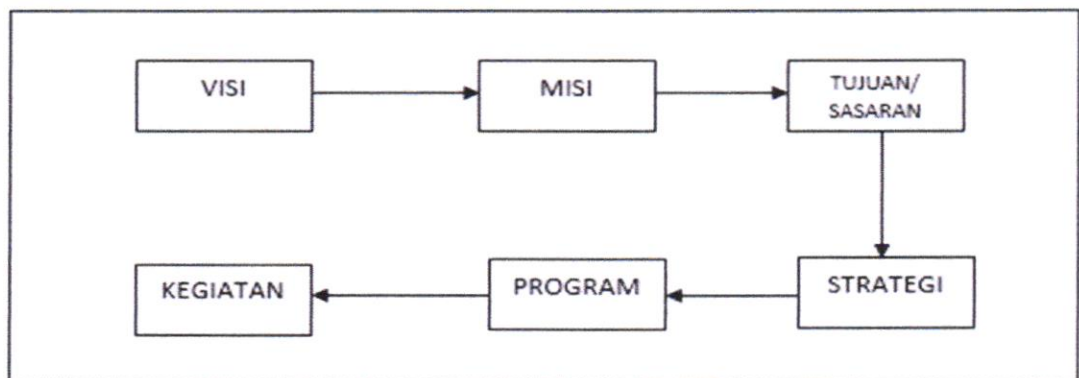 VISI
MISI
TUJUAN/
SASARAN
STRATEGI
PROGRAM
KEGIATAN